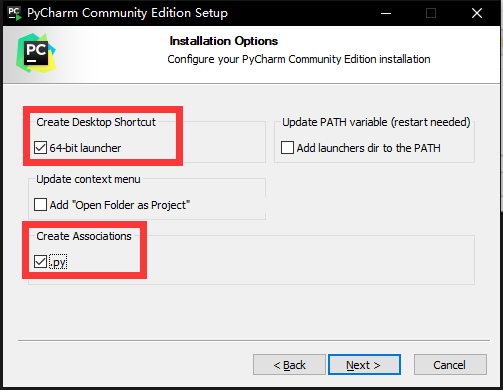 PC PyCharm Community Edition Setup
PC
Installation Options
Configure your PyCharm Community Edition installation
Create Desktop Shortcut
64-bit launcher
Update PATH variable (restart needed)
Add launchers dir to the PATH
Update context menu
Add "Open Folder as Project"
Create Associations
.py
< Back
Next >
Cancel